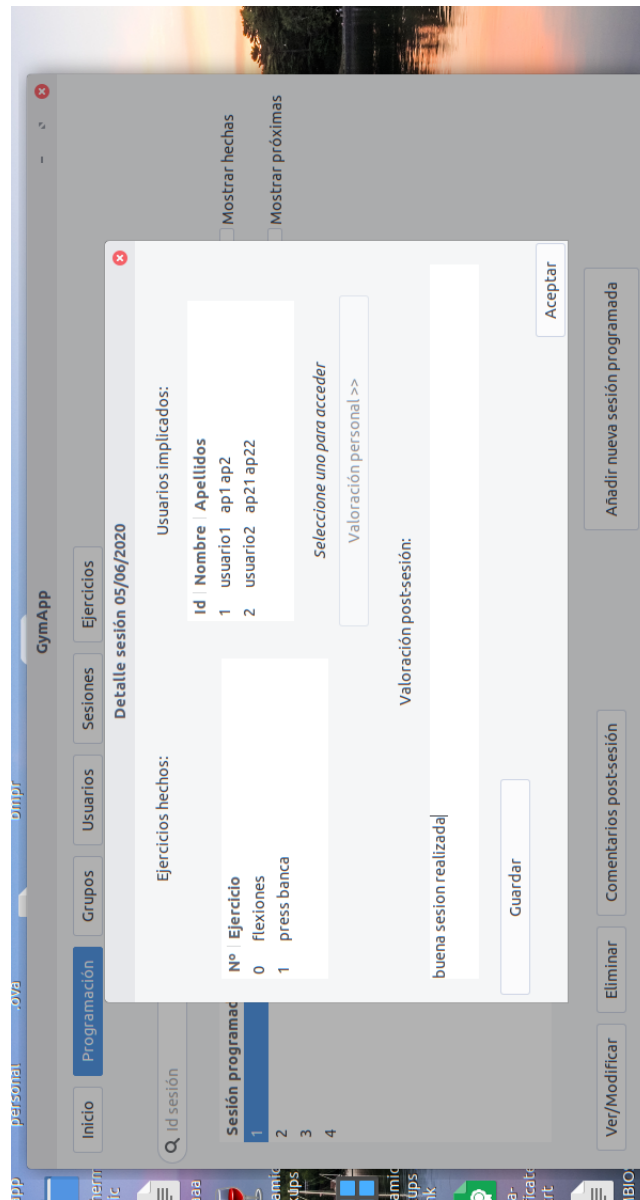 GymApp
Inicio
Programación
Grupos
Usuarios
Sesiones
Ejercicios
Id sesión
Mostrar hechas
Mostrar próximas
Sesión programac
1
2
3
4
Detalle sesión 05/06/2020
Ejercicios hechos:
Nº Ejercicio
0 flexiones
1 press banca
Usuarios implicados:
Id Nombre Apellidos
1 usuario1 ap1 ap2
2 usuario2 ap21 ap22
Seleccione uno para acceder
Valoración personal >>
Valoración post-sesión:
buena sesion realizada
Guardar
Aceptar
Ver/Modificar
Eliminar
Comentarios post-sesión
Añadir nueva sesión programada
personal
.ova